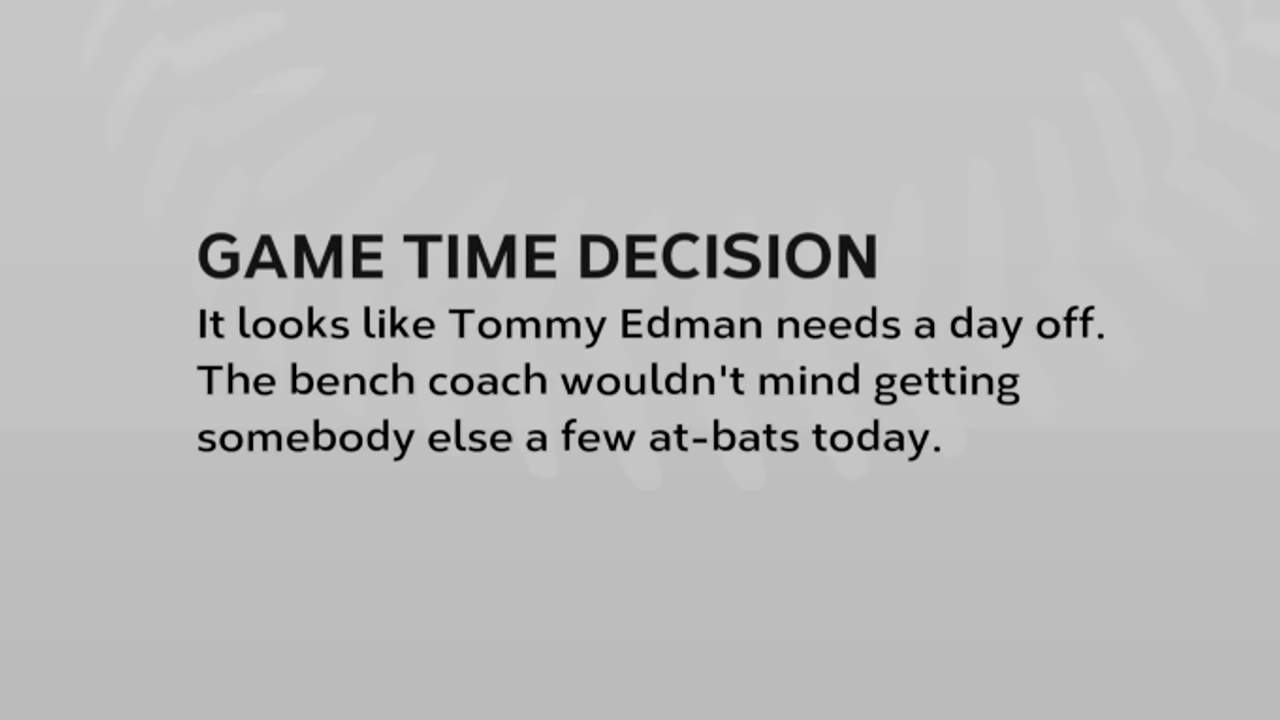 GAME TIME DECISION
It looks like Tommy Edman needs a day off.
The bench coach wouldn't mind getting
somebody else a few at-bats today.